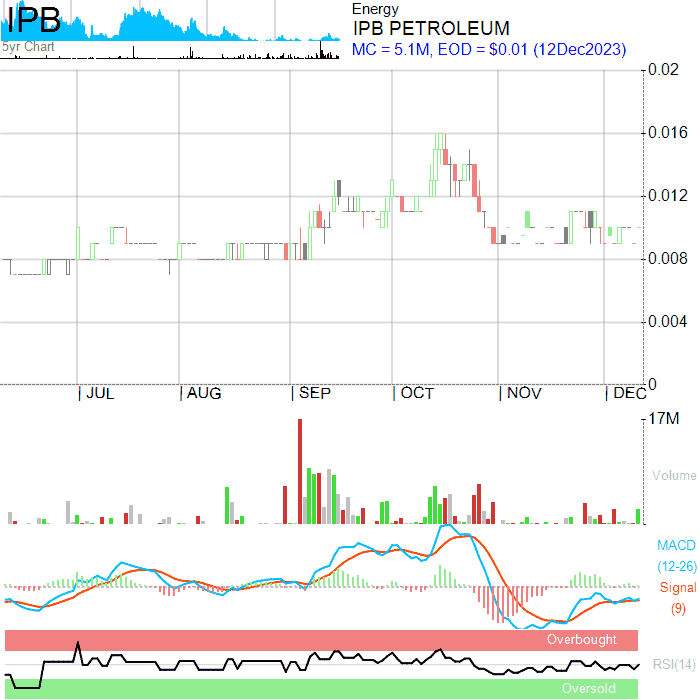 IPB
5yr Chart
Energy
IPB PETROLEUM
MC = 5.1M, EOD = $0.01 (12Dec2023)
0.02
0.016
0.012
0.008
0.004
0
JUL AUG SEP OCT NOV DEC
17M
Volume
MACD
(12-26)
Signal
(9)
Overbought
RSI(14)
Oversold